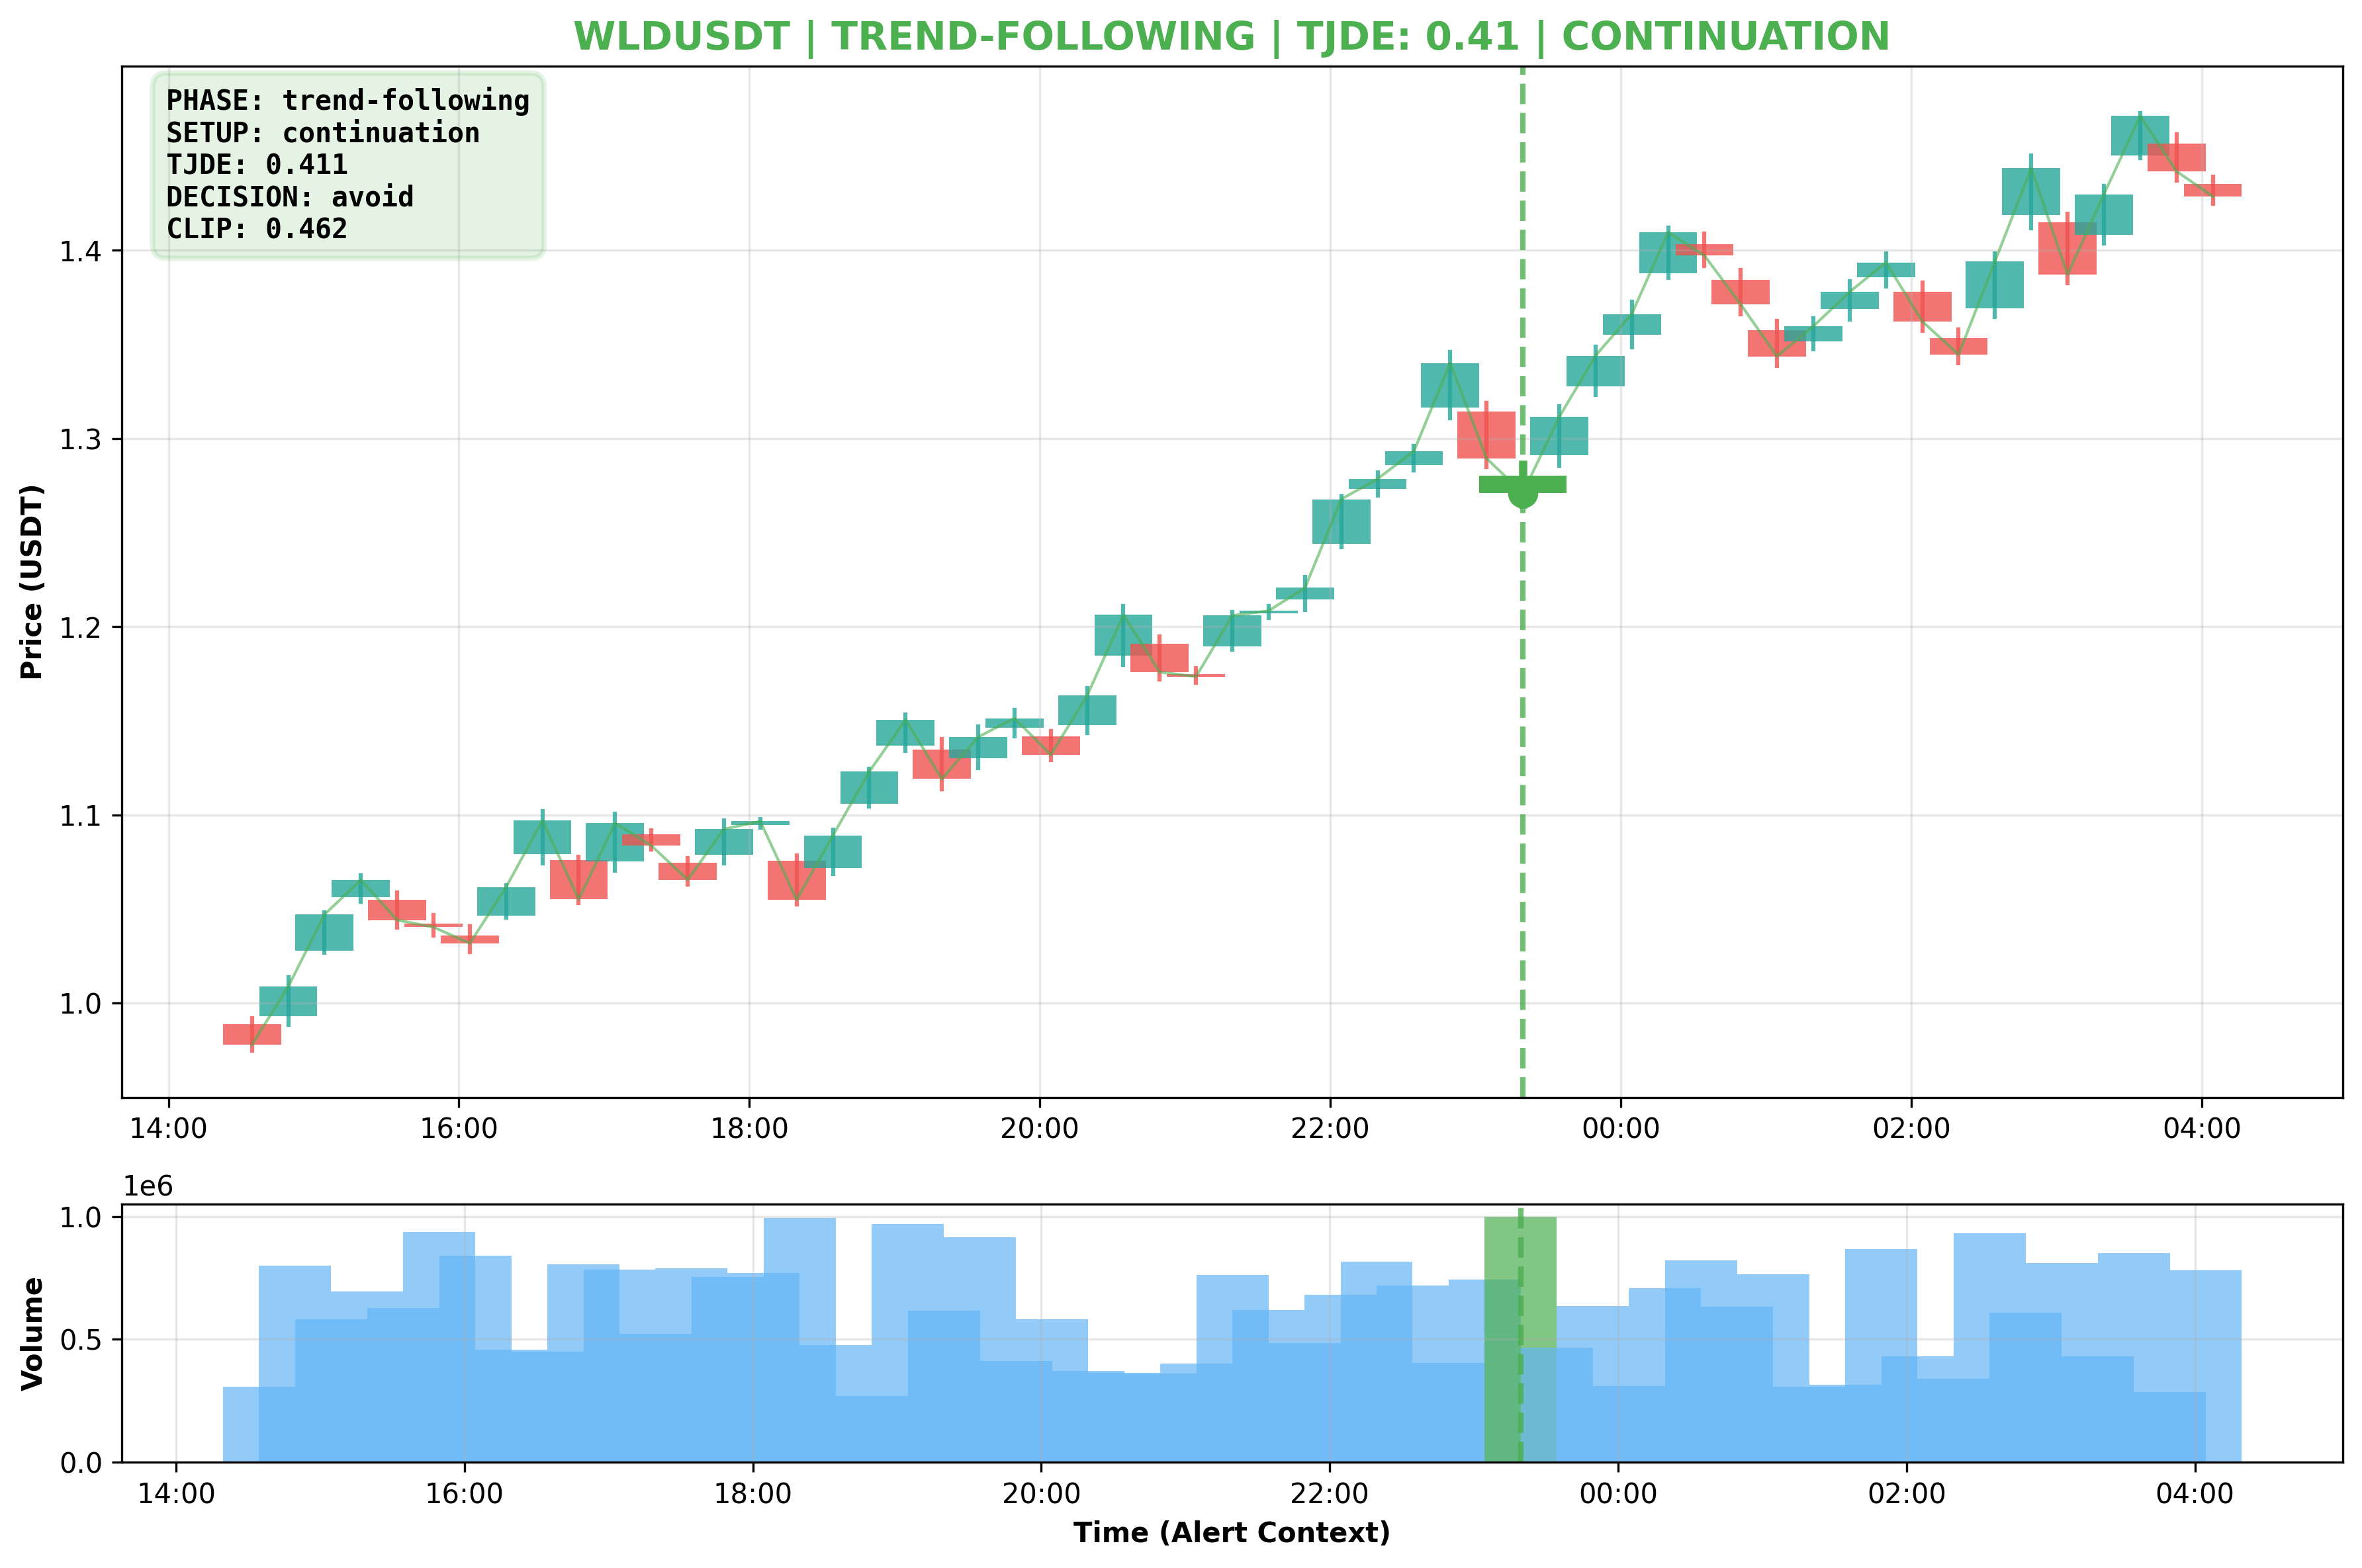 WLDUSDT | TREND-FOLLOWING | TJDE: 0.41 | CONTINUATION
PHASE: trend-following
SETUP: continuation
TJDE: 0.411
DECISION: avoid
CLIP: 0.462
Price (USDT)
1.4
1.3
1.2
1.1
1.0
14:00 16:00 18:00 20:00 22:00 00:00 02:00 04:00
1e6
Volume
1.0
0.5
0.0
14:00 16:00 18:00 20:00 22:00 00:00 02:00 04:00
Time (Alert Context)